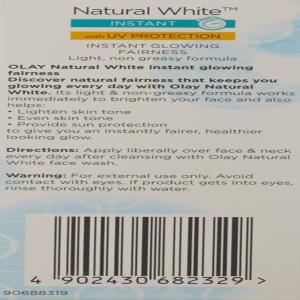 Natural White™
INSTANT
with UV PROTECTION
INSTANT GLOWING
FAIRNESS
Light, non greasy formula
OLAY Natural White instant glowing
fairness
Discover natural fairness that keeps you
glowing every day with Olay Natural
White. Its light & non-greasy formula works
immediately to brighten your face and also
helps:
• Lighten skin tone
• Even skin tone
• Provide sun protection
to give you an instantly fairer, healthier
looking glow.
Directions: Apply liberally over face & neck
every day after cleansing with Olay Natural
White face wash.
Warning: For external use only. Avoid
contact with eyes. If product gets into eyes,
rinse thoroughly with water.
4 902430 682329 >
90688319